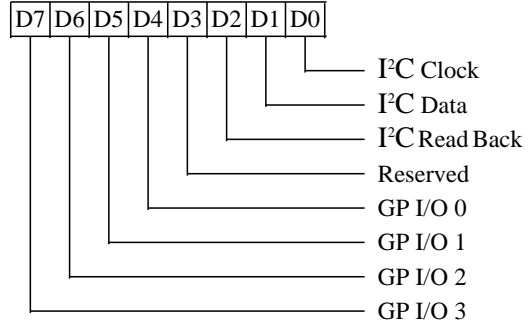 D7 D6 D5 D4 D3 D2 D1 D0
I²C Clock
I²C Data
I²C Read Back
Reserved
GP I/O 0
GP I/O 1
GP I/O 2
GP I/O 3